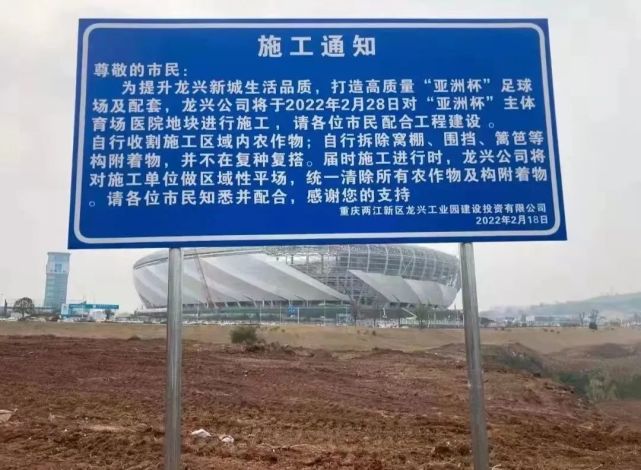 施工通知
尊敬的市民：
为提升龙兴新城生活品质，打造高质量“亚洲杯”足球
场及配套，龙兴公司将于2022年2月28日对“亚洲杯”主体
育场医院地块进行施工，请各位市民配合工程建设。
自行收割施工区域内农作物；自行拆除窝棚、围挡、篱笆等
构附着物，并不在复种复搭。届时施工进行时，龙兴公司将
对施工单位做区域性平场，统一清除所有农作物及构附着物
。请各位市民知悉并配合，感谢您的支持
重庆两江新区龙兴工业园建设投资有限公司
2022年2月18日